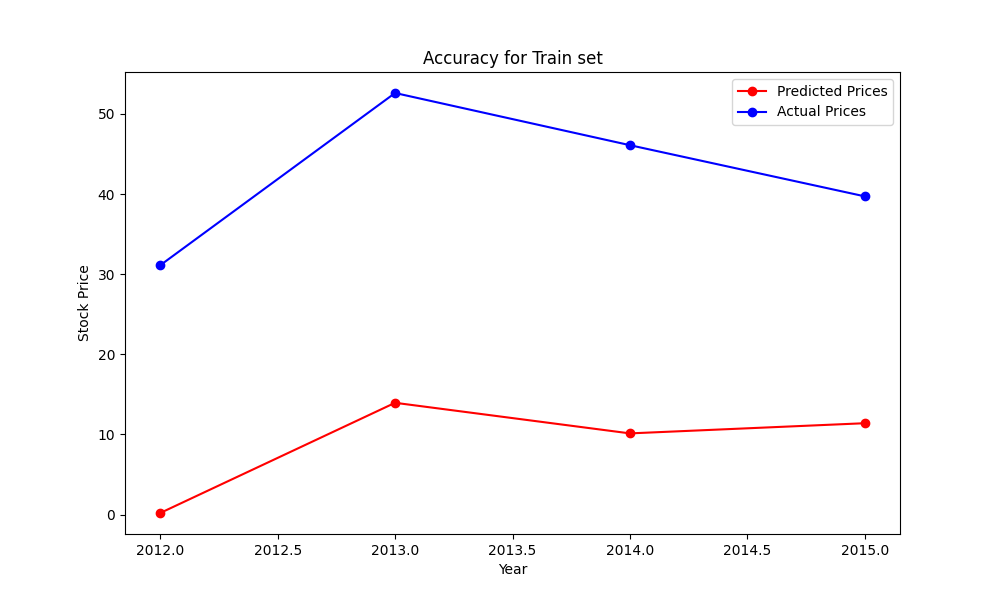 Accuracy for Train set
Predicted Prices
Actual Prices
50
40
30
20
10
0
Stock Price
2012.0 2012.5 2013.0 2013.5 2014.0 2014.5 2015.0
Year